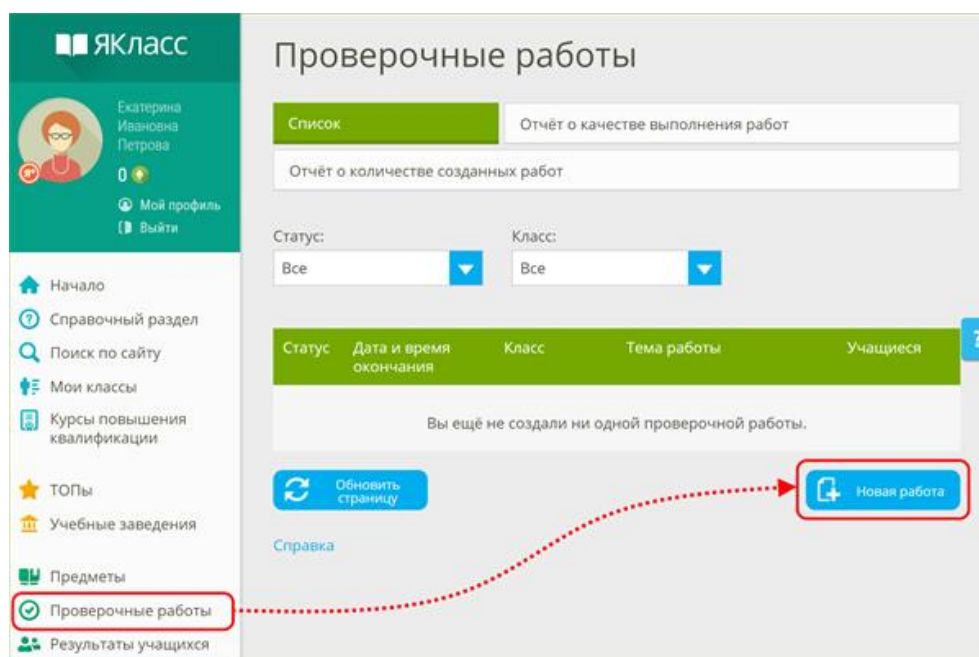 ЯКласс
Екатерина
Ивановна
Петрова
0
Мой профиль
Выйти
Начало
Справочный раздел
Поиск по сайту
Мои классы
Курсы повышения
квалификации
ТОПы
Учебные заведения
Предметы
Проверочные работы
Результаты учащихся
Проверочные работы
Список
Отчёт о качестве выполнения работ
Отчёт о количестве созданных работ
Статус:
Класс:
Все
Все
Статус
Дата и время
окончания
Класс
Тема работы
Учащиеся
Вы ещё не создали ни одной проверочной работы.
Обновить
страницу
Новая работа
Справка